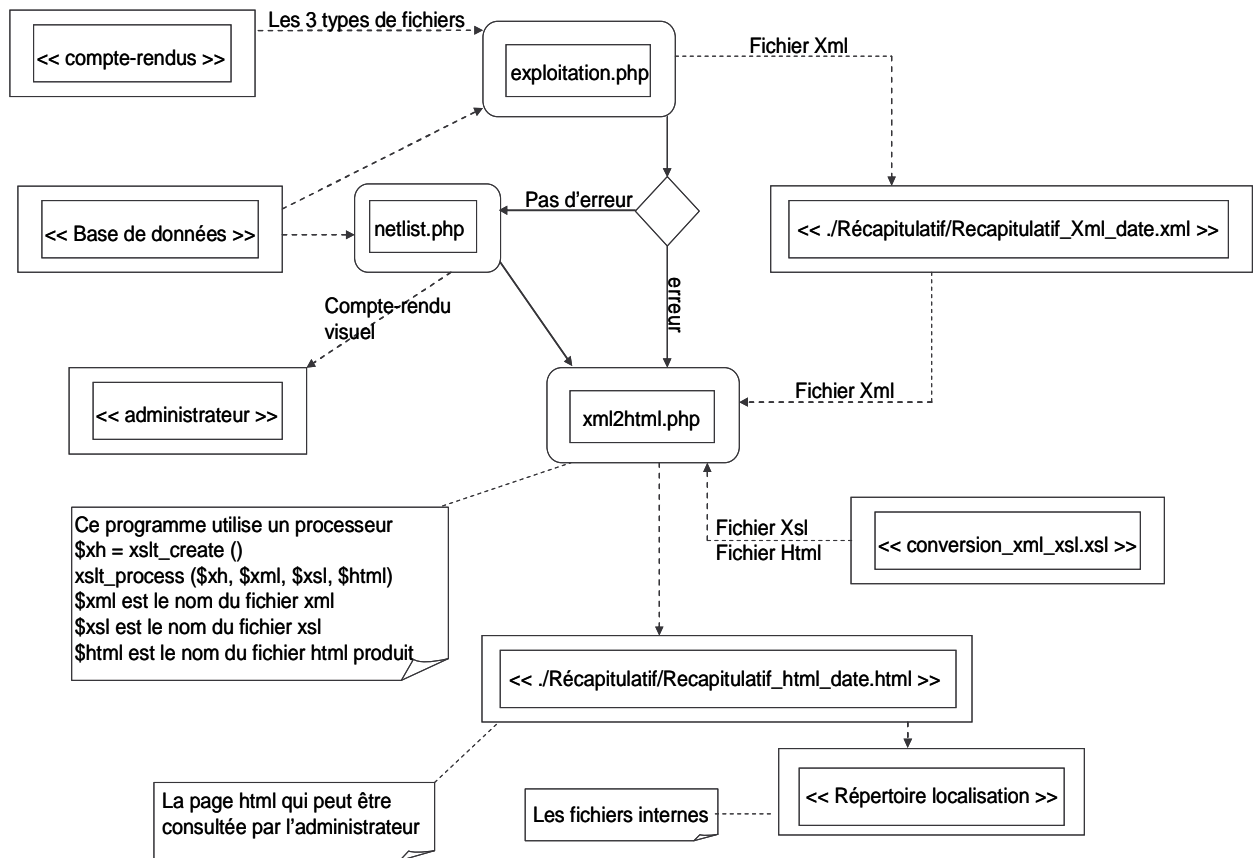 Les 3 types de fichiers
<< compte-rendus >>
exploitation.php
Fichier Xml
Pas d'erreur
<< Base de données >>
netlist.php
<< ./Récapitulatif/Recapitulatif_Xml_date.xml >>
erreur
Compte-rendu
visuel
<< administrateur >>
xml2html.php
Fichier Xml
Ce programme utilise un processeur
$xh = xslt_create ()
xslt_process ($xh, $xml, $xsl, $html)
$xml est le nom du fichier xml
$xsl est le nom du fichier xsl
$html est le nom du fichier html produit
Fichier Xsl
Fichier Html
<< conversion_xml_xsl.xsl >>
<< ./Récapitulatif/Recapitulatif_html_date.html >>
La page html qui peut être
consultée par l'administrateur
Les fichiers internes
<< Répertoire localisation >>